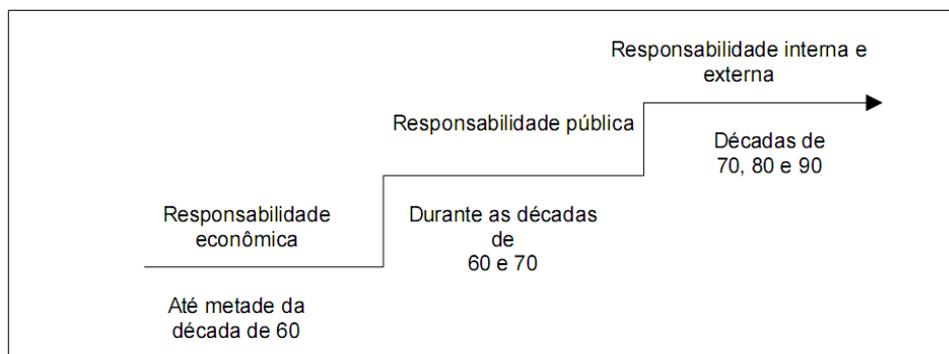 Responsabilidade interna e
externa
Responsabilidade pública
Décadas de
70, 80 e 90
Responsabilidade
econômica
Durante as décadas
de
60 e 70
Até metade da
década de 60